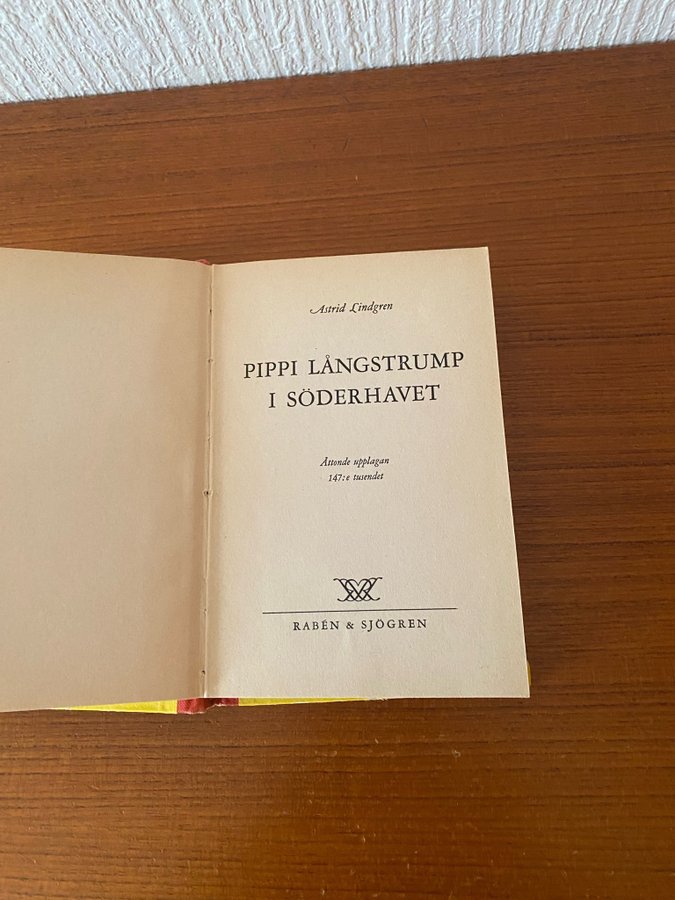 Astrid Lindgren
PIPPI LÅNGSTRUMP
I SÖDERHAVET
Åttonde upplagan
147:e tusendet
RABÉN & SJÖGREN